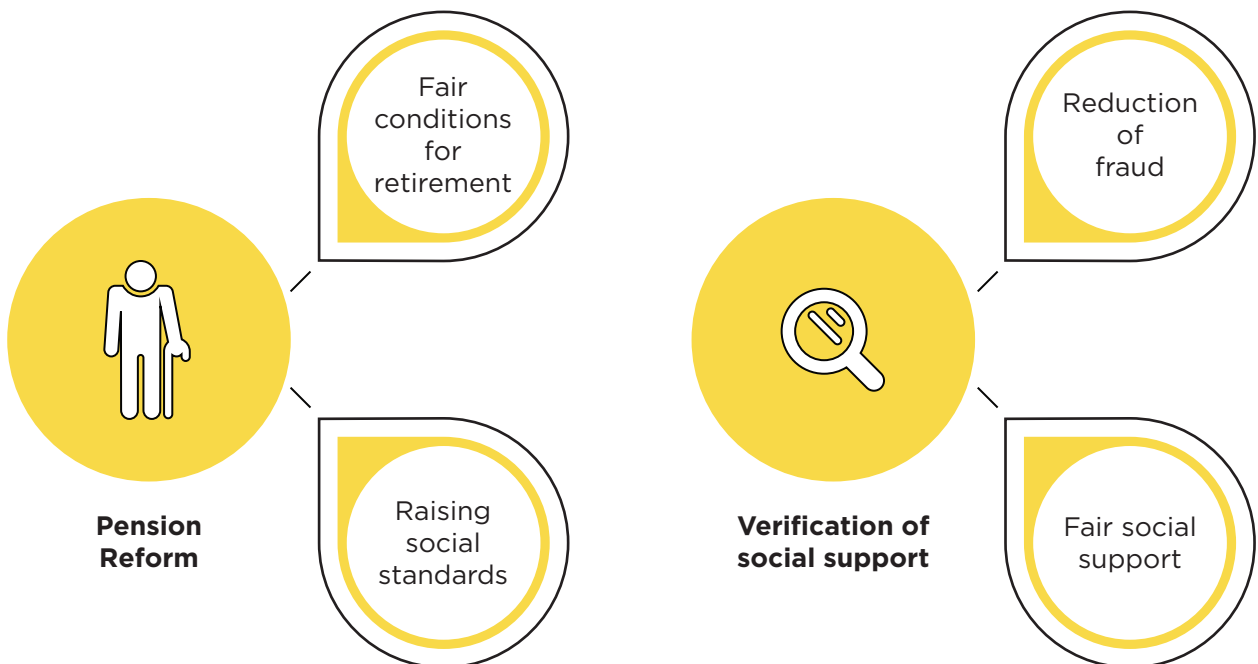 Fair
conditions
for
retirement
Pension
Reform
Raising
social
standards
Reduction
of
fraud
Verification of
social support
Fair social
support